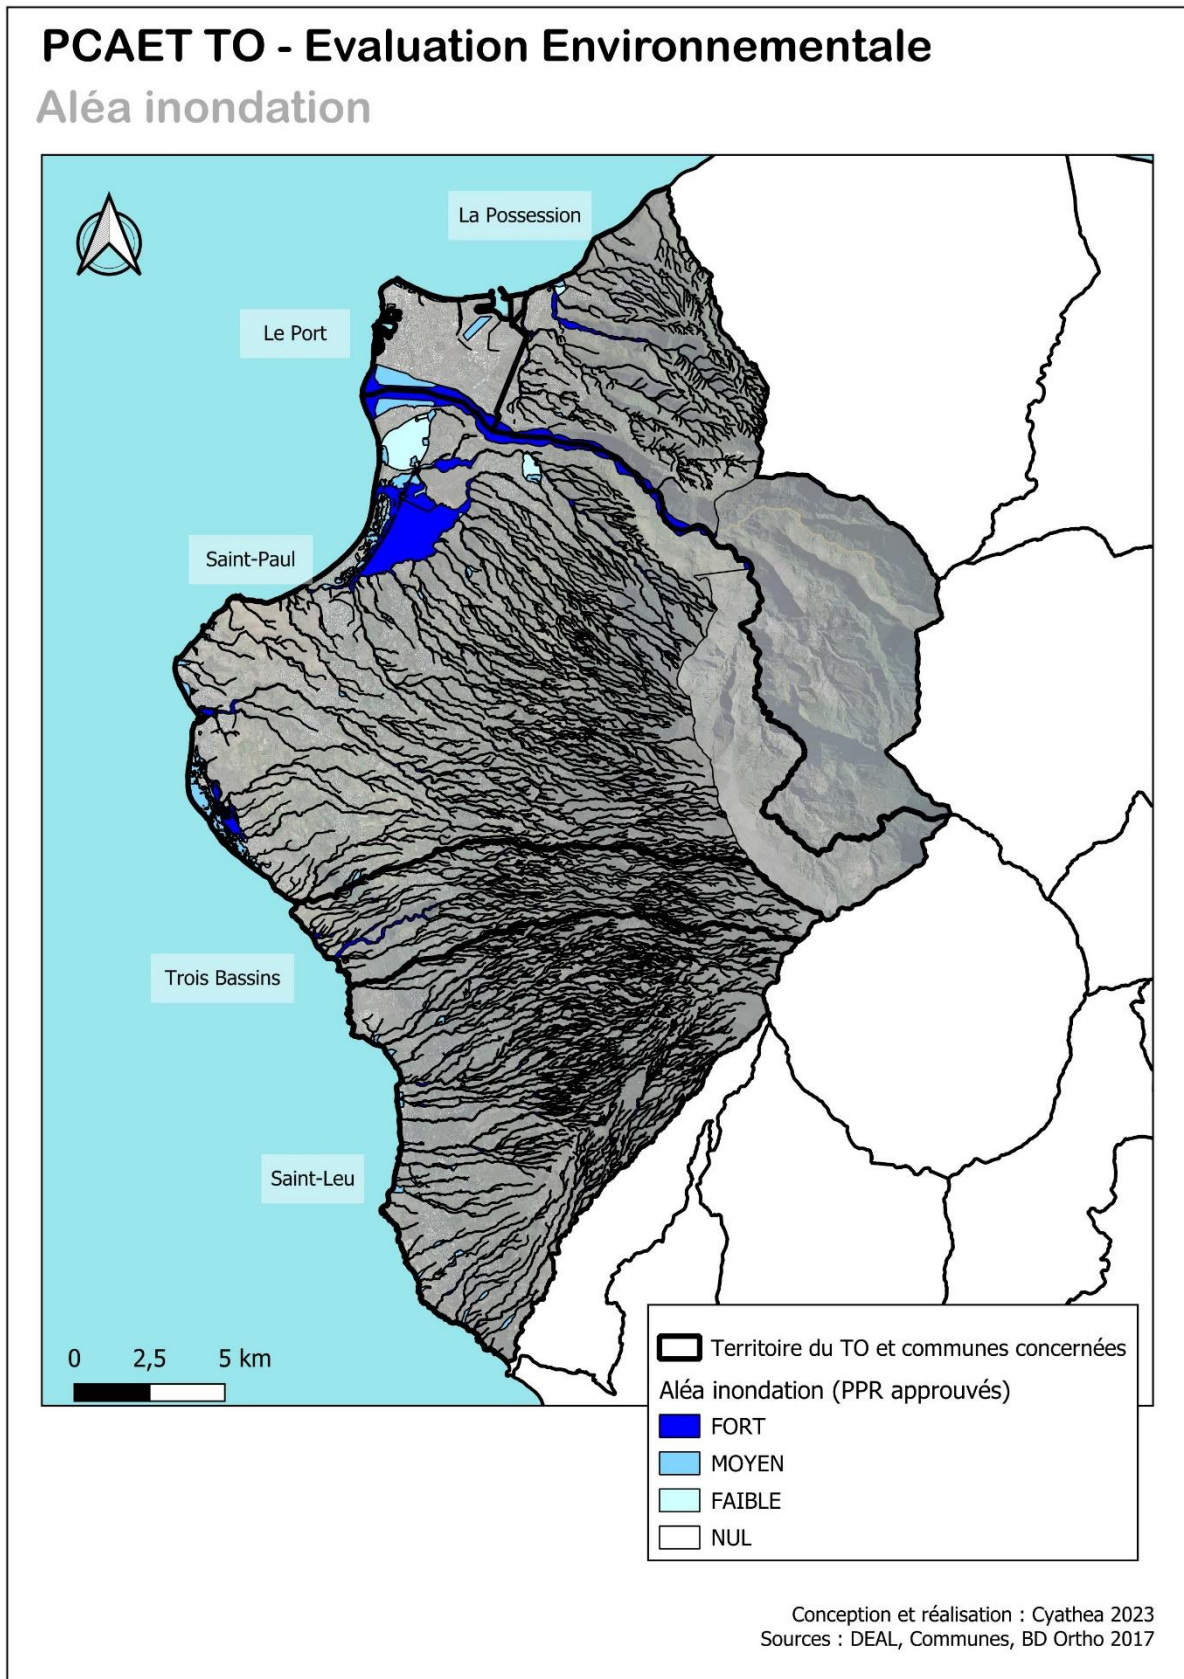 PCAET TO - Evaluation Environnementale
Aléa inondation
La Possession
Le Port
Saint-Paul
Trois Bassins
Saint-Leu
0 2,5 5 km
Territoire du TO et communes concernées
Aléa inondation (PPR approuvés)
FORT
MOYEN
FAIBLE
NUL
Conception et réalisation : Cyathea 2023
Sources : DEAL, Communes, BD Ortho 2017